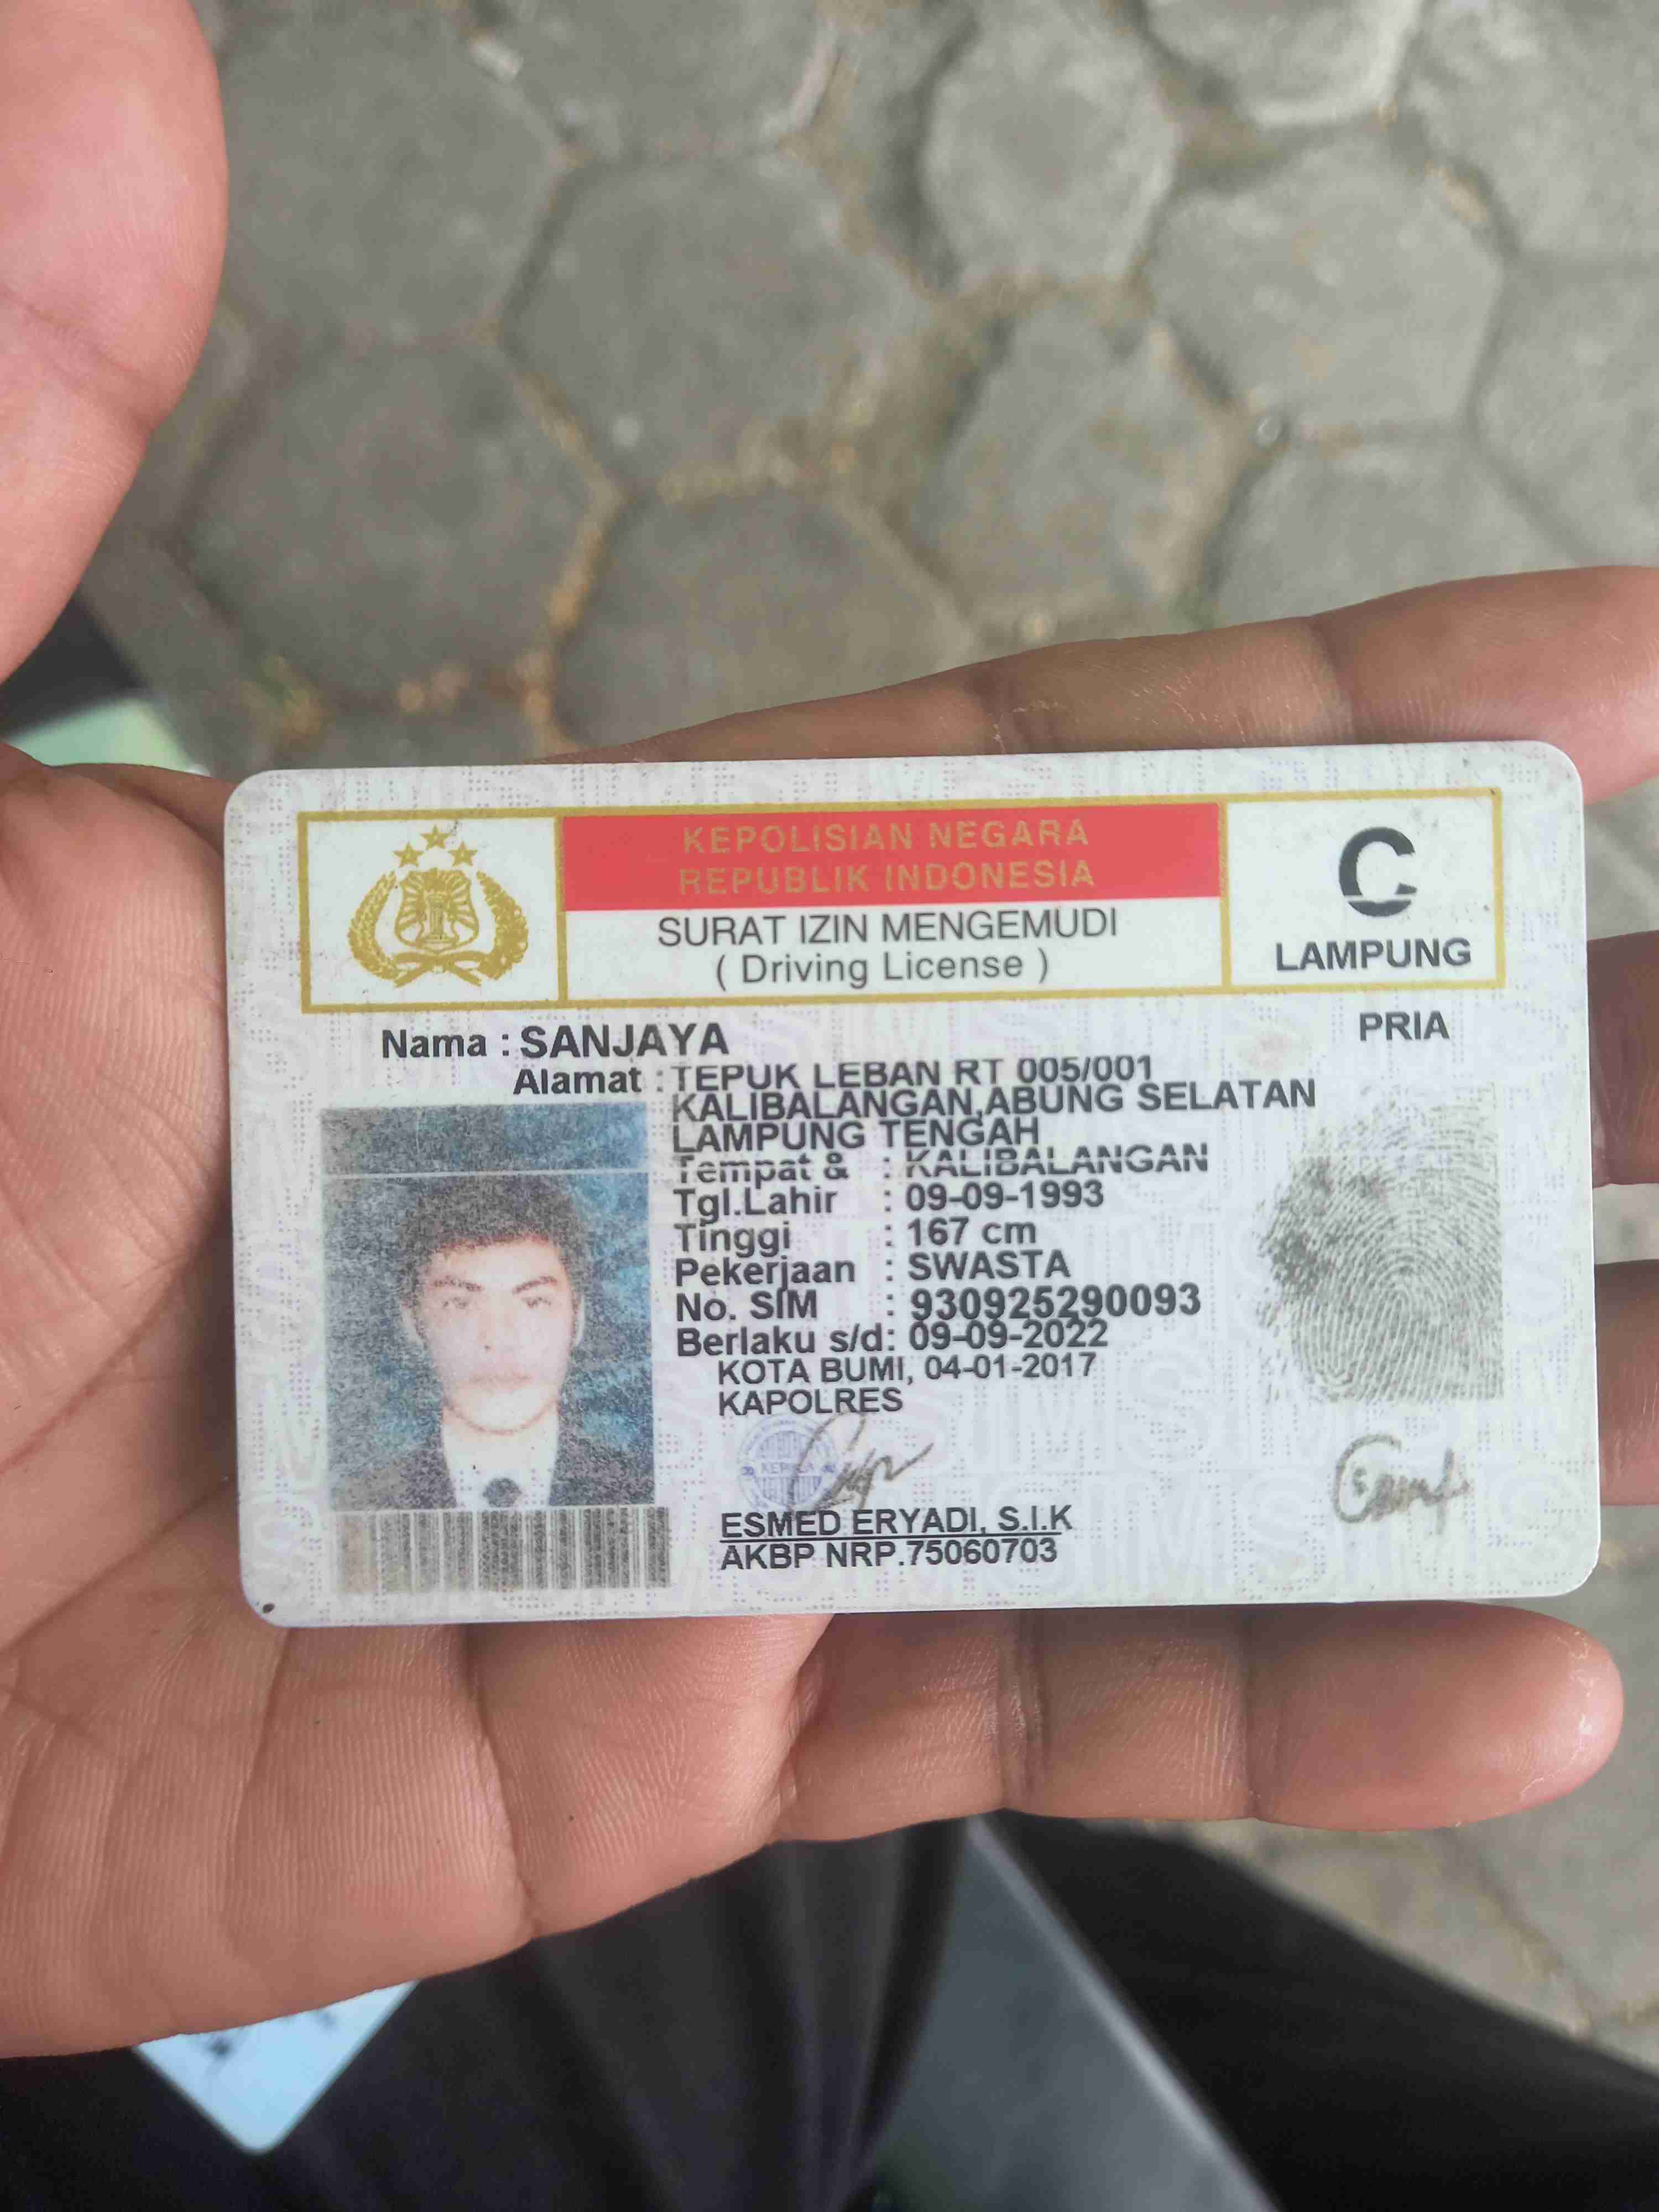 KEPOLISIAN NEGARA
REPUBLIK INDONESIA
SURAT IZIN MENGEMUDI
( Driving License )
C
LAMPUNG
PRIA
Nama : SANJAYA
Alamat : TEPUK LEBAN RT 005/001
KALIBALANGAN,ABUNG SELATAN
LAMPUNG TENGAH
Tempat & : KALIBALANGAN
Tgl.Lahir : 09-09-1993
Tinggi : 167 cm
Pekerjaan : SWASTA
No. SIM : 930925290093
Berlaku s/d: 09-09-2022
KOTA BUMI, 04-01-2017
KAPOLRES
ESMED ERYADI, S.I.K
AKBP NRP.75060703